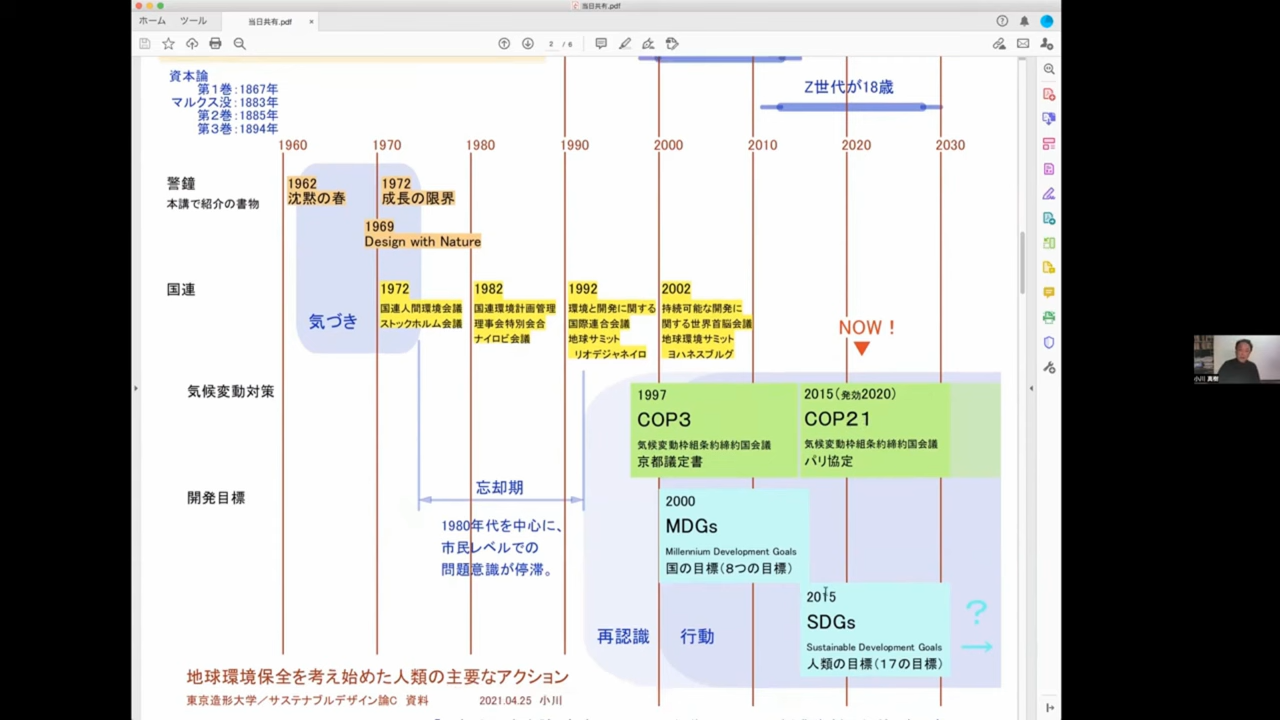 当日共有.pdf
ホーム ツール 当日共有.pdf ×
2 / 6
資本論
第1巻:1867年
マルクス没:1883年
第2巻:1885年
第3巻:1894年
Z世代が18歳
1960 1970 1980 1990 2000 2010 2020 2030
警鐘
本講で紹介の書物
1962
沈黙の春
1972
成長の限界
1969
Design with Nature
国連
1972
国連人間環境会議
ストックホルム会議
1982
国連環境計画管理
理事会特別会合
ナイロビ会議
1992
環境と開発に関する
国際連合会議
地球サミット
リオデジャネイロ
2002
持続可能な開発に
関する世界首脳会議
地球環境サミット
ヨハネスブルグ
気づき
NOW!
気候変動対策
1997
COP3
気候変動枠組条約締約国会議
京都議定書
2015(発効2020)
COP21
気候変動枠組条約締約国会議
パリ協定
開発目標
忘却期
1980年代を中心に、
市民レベルでの
問題意識が停滞。
2000
MDGs
Millennium Development Goals
国の目標(8つの目標)
2015
SDGs
Sustainable Development Goals
人類の目標(17の目標)
?
→
再認識 行動
地球環境保全を考え始めた人類の主要なアクション
東京造形大学/サステナブルデザイン論C 資料 2021.04.25 小川